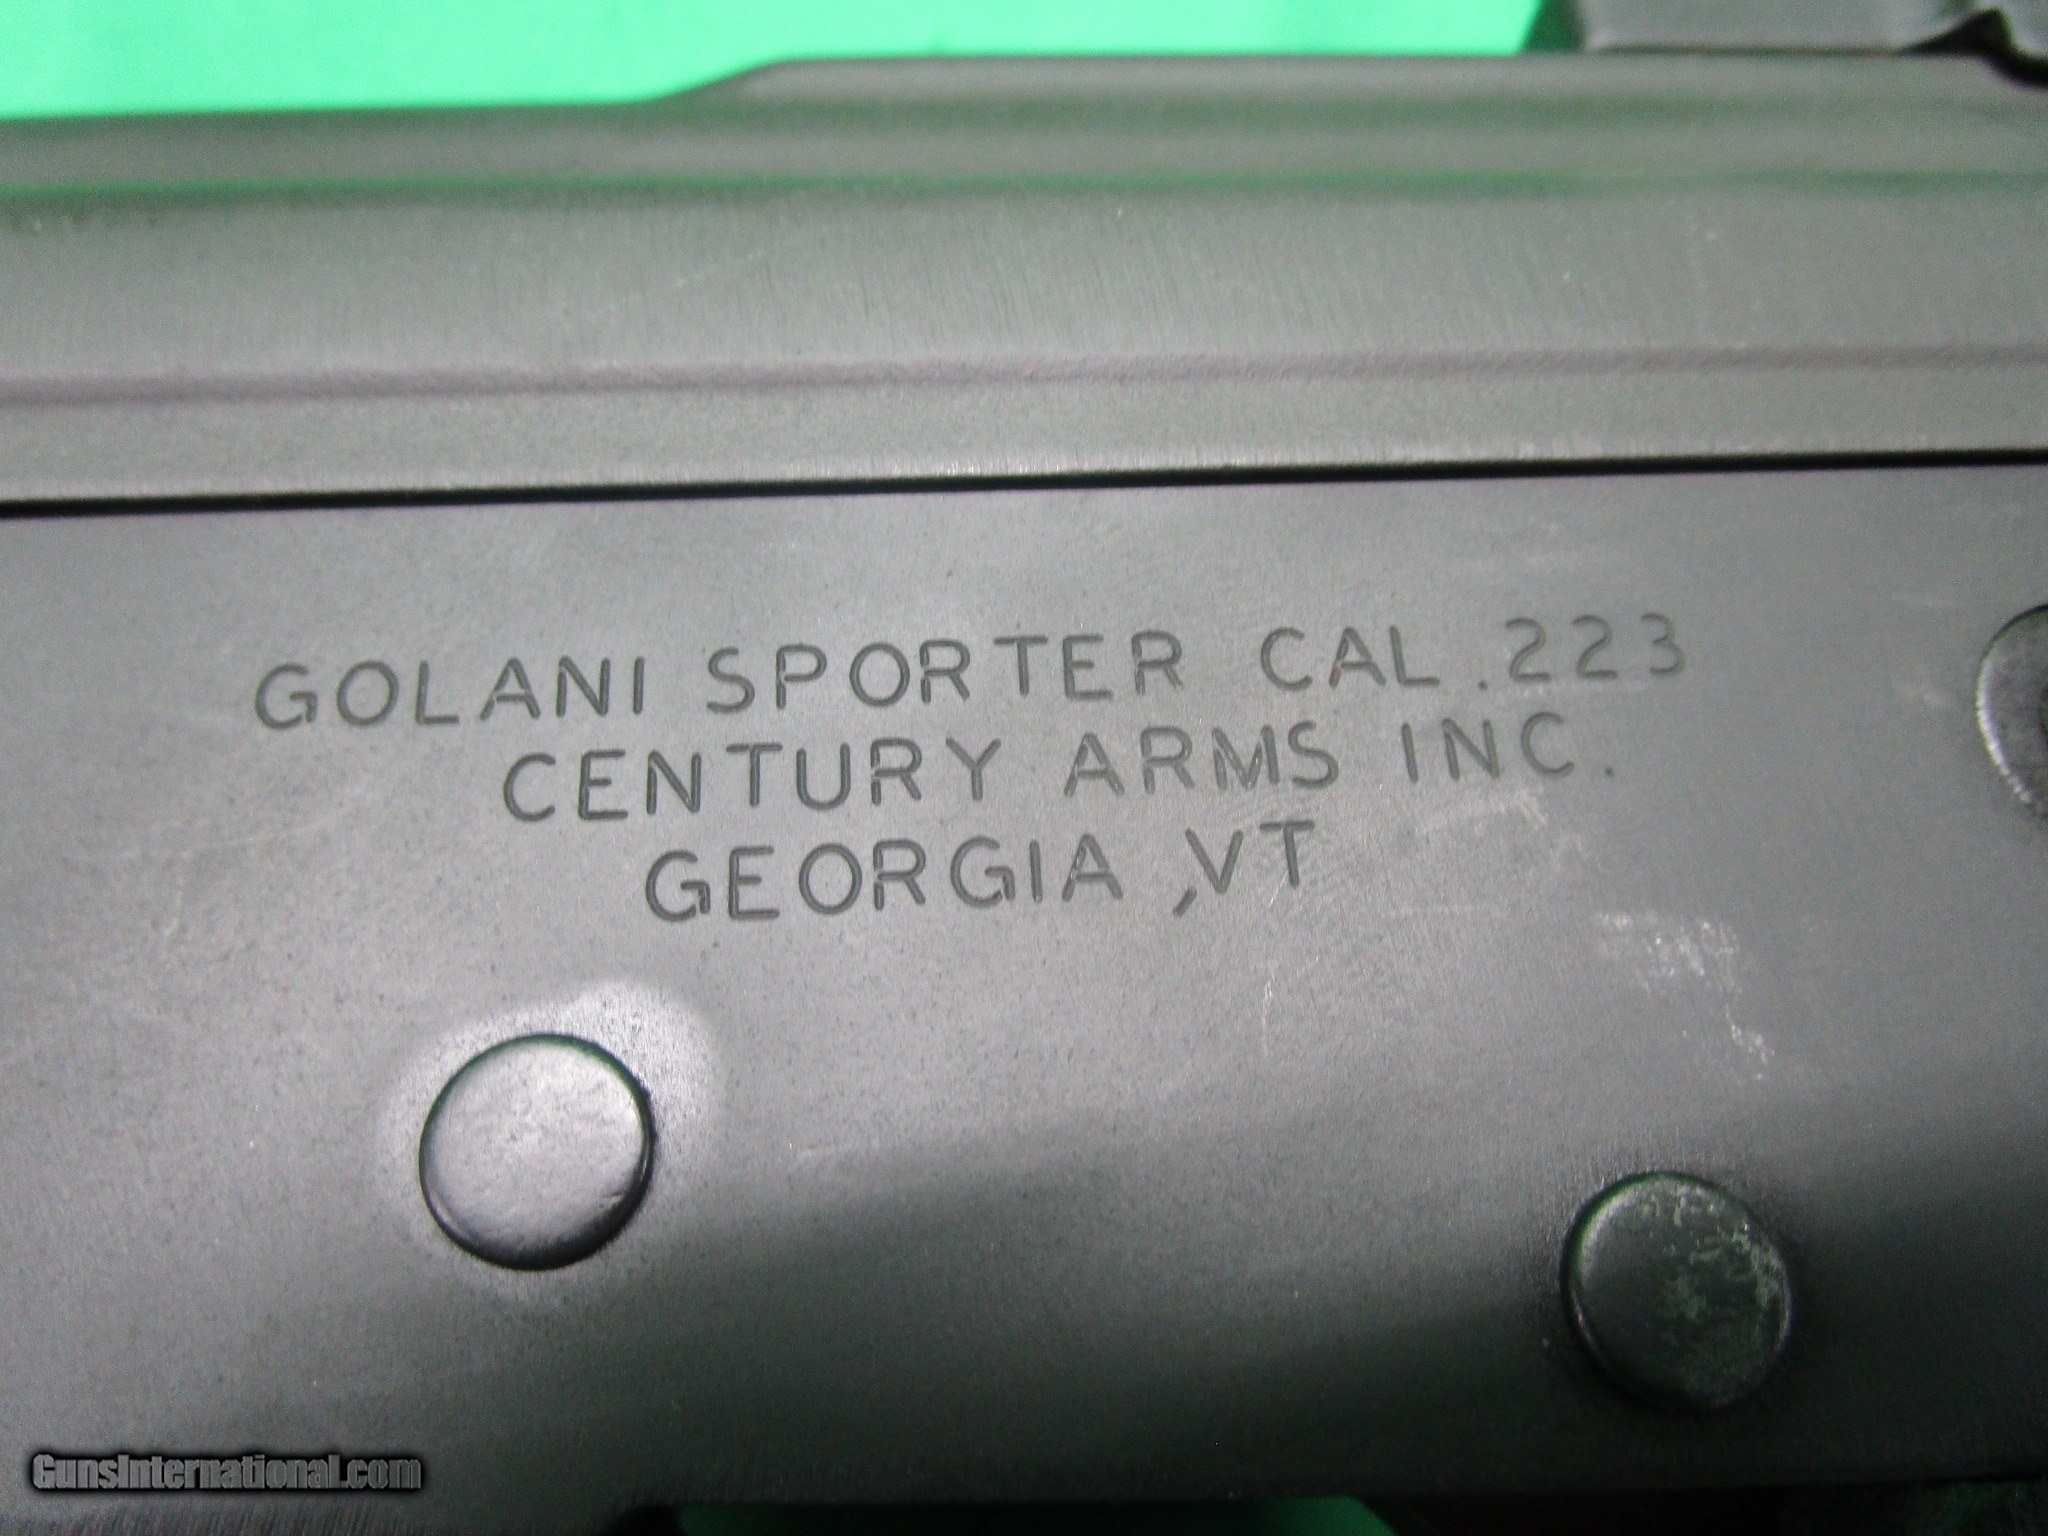 GOLANI SPORTER CAL .223
CENTURY ARMS INC.
GEORGIA ,VT
GunsInternational.com